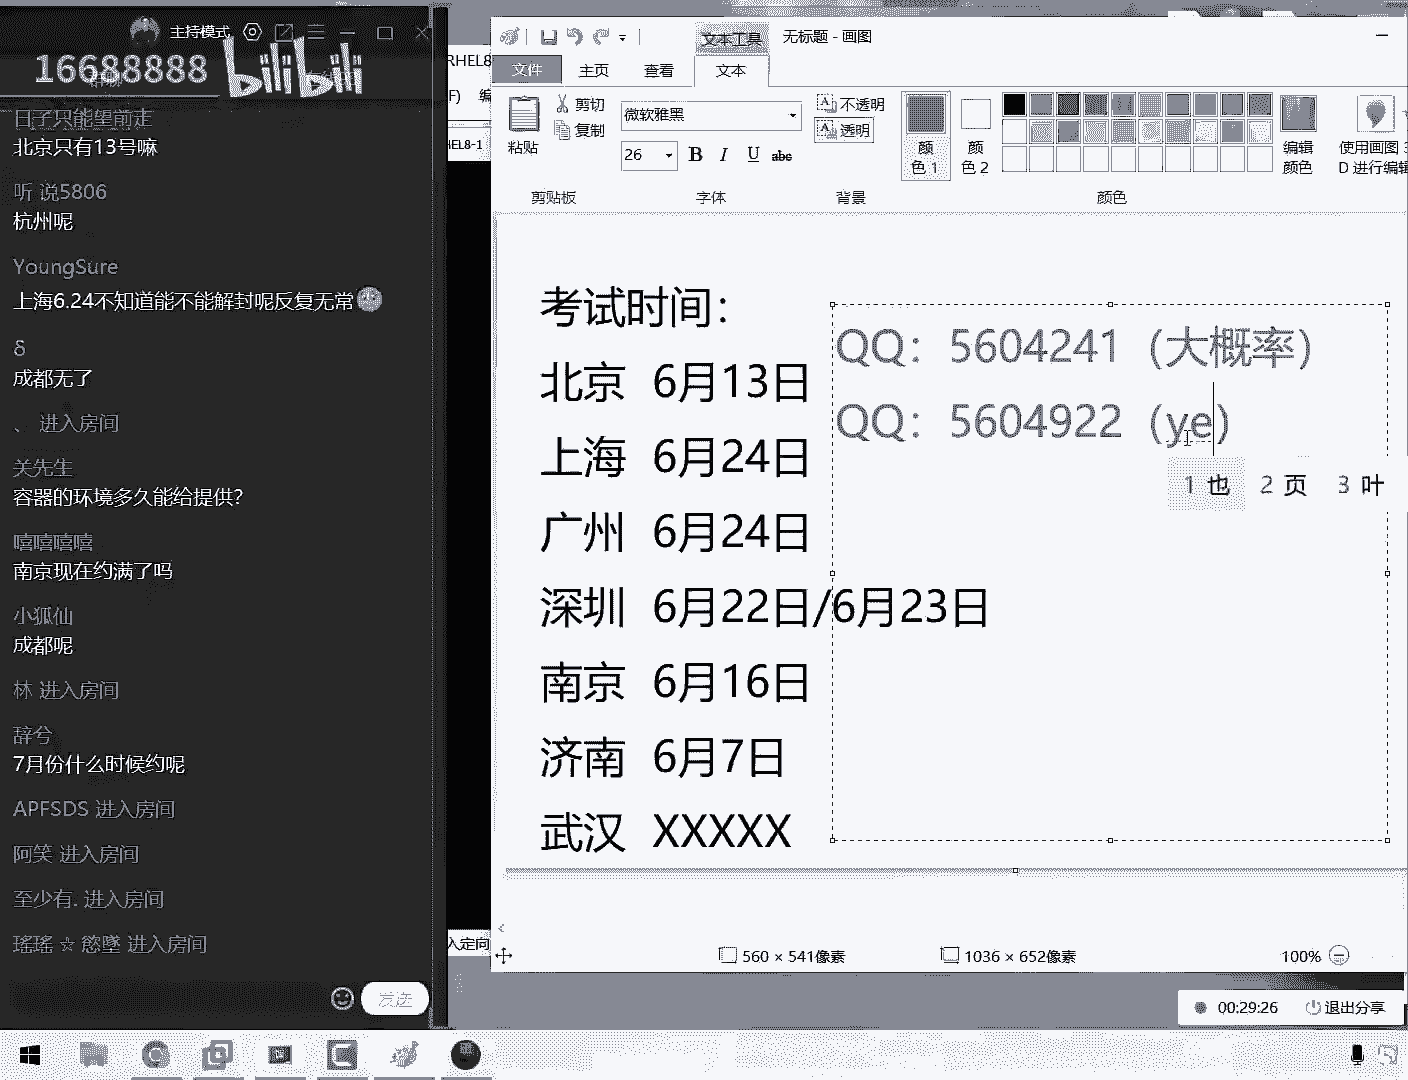 主持模式
16688888
bilibili
日子只能望前走
北京只有13号嘛
听 说5806
杭州呢
YoungSure
上海6.24不知道能不能解封呢反复无常
δ
成都无了
、 进入房间
关先生
容器的环境多久能给提供?
嘻嘻嘻嘻
南京现在约满了吗
小狐仙
成都呢
林 进入房间
辞兮
7月份什么时候约呢
APFSDS 进入房间
阿笑 进入房间
至少有. 进入房间
瑤瑤 ☆ 慾墜 进入房间
发送
RHEL8
F) 编
HEL8-1
入定向
文本工具
无标题 - 画图
文件 主页 查看 文本
粘贴
剪切
复制
剪贴板
微软雅黑
26 B I U abc
字体
不透明
透明
背景
颜色 1
颜色 2
颜色
编辑颜色
使用画图 3
D 进行编辑
考试时间:
北京 6月13日
上海 6月24日
广州 6月24日
深圳 6月22日/6月23日
南京 6月16日
济南 6月7日
武汉 XXXXX
QQ: 5604241 (大概率)
QQ: 5604922 (ye)
1 也 2 页 3 叶
560 × 541像素
1036 × 652像素
100%
00:29:26
退出分享